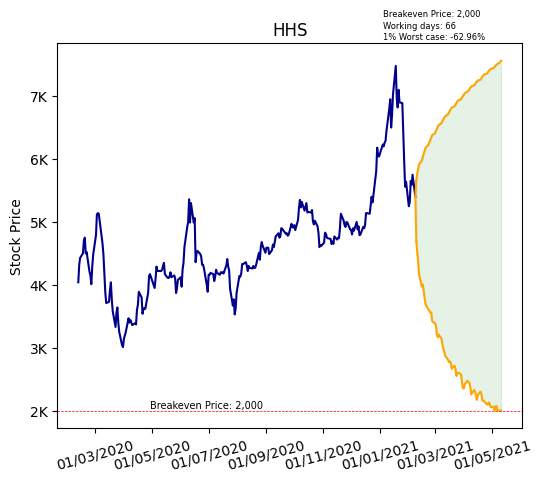 Breakeven Price: 2,000
Working days: 66
1% Worst case: -62.96%
HHS
Stock Price
7K
6K
5K
4K
3K
2K
Breakeven Price: 2,000
01/03/2020
01/05/2020
01/07/2020
01/09/2020
01/11/2020
01/01/2021
01/03/2021
01/05/2021